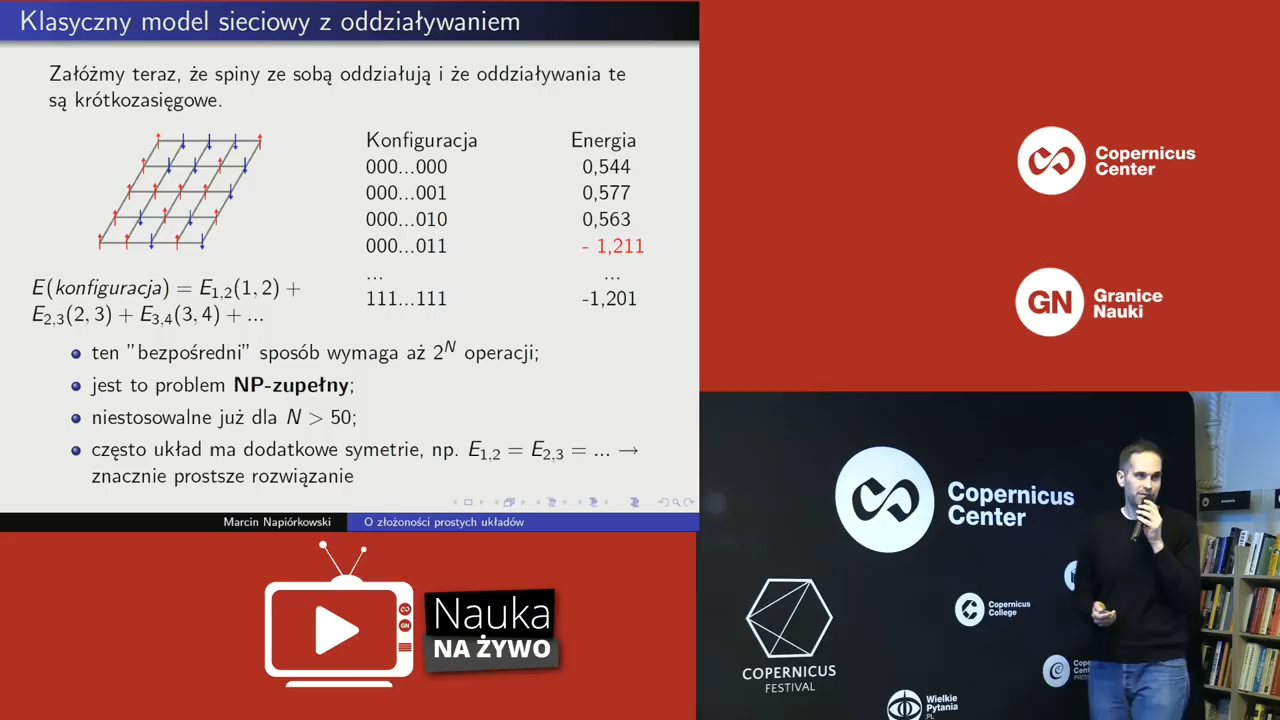 Klasyczny model sieciowy z oddziaływaniem
Załóżmy teraz, że spiny ze sobą oddziałują i że oddziaływania te
są krótkozasięgowe.
Konfiguracja Energia
000...000 0,544
000...001 0,577
000...010 0,563
000...011 - 1,211
... ...
111...111 -1,201
E(konfiguracja) = E1,2(1, 2) +
E2,3(2, 3) + E3,4(3, 4) + ...
ten "bezpośredni" sposób wymaga aż 2^N operacji;
jest to problem NP-zupełny;
niestosowalne już dla N > 50;
często układ ma dodatkowe symetrie, np. E1,2 = E2,3 = ... →
znacznie prostsze rozwiązanie
Marcin Napiórkowski O złożoności prostych układów
Nauka
NA ŻYWO
GN
Copernicus
Center
GN
Granice
Nauki
Copernicus
Center
Copernicus
College
COPERNICUS
FESTIVAL
Wielkie
Pytania
.PL